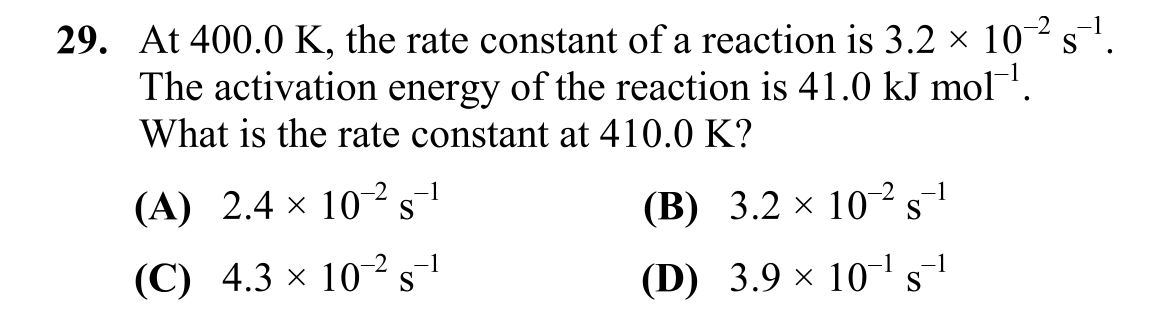 29. At 400.0 K, the rate constant of a reaction is 3.2 × 10⁻² s⁻¹.
The activation energy of the reaction is 41.0 kJ mol⁻¹.
What is the rate constant at 410.0 K?
(A) 2.4 × 10⁻² s⁻¹ (B) 3.2 × 10⁻² s⁻¹
(C) 4.3 × 10⁻² s⁻¹ (D) 3.9 × 10⁻¹ s⁻¹